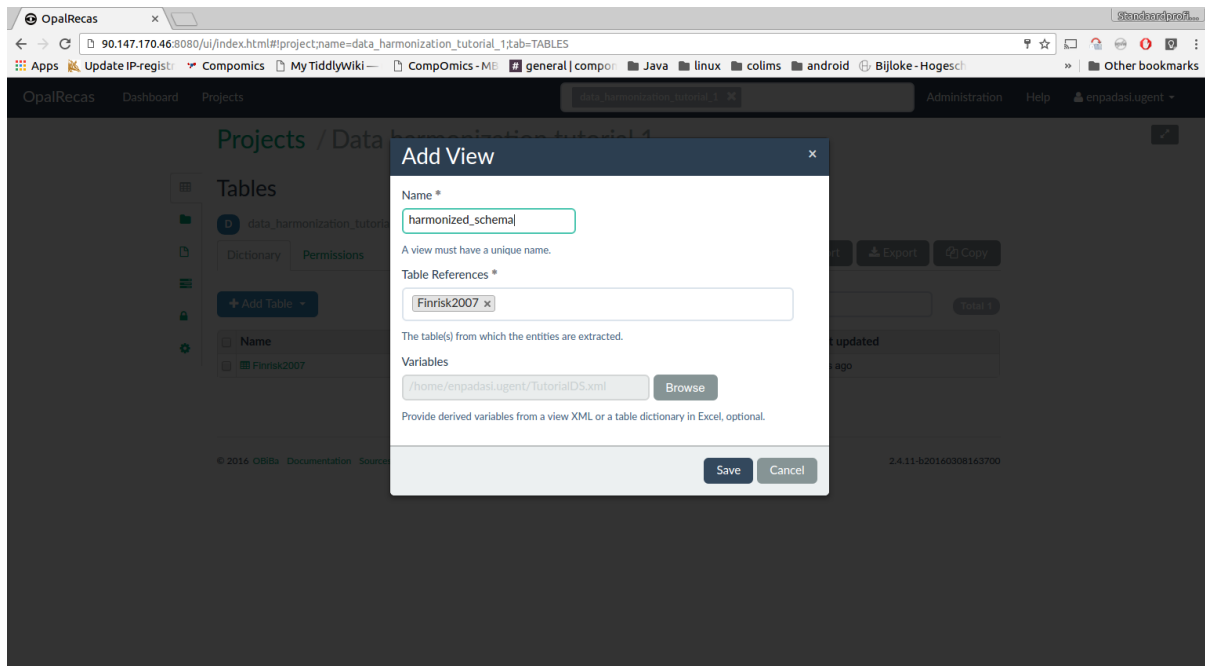 OpalRecas
Standaardprofi...
90.147.170.46:8080/ui/index.html#!project;name=data_harmonization_tutorial_1;tab=TABLES
Apps Update IP-registr Compomics My TiddlyWiki — CompOmics - MB general | compon Java linux colims android Bijloke - Hogesch » Other bookmarks
OpalRecas Dashboard Projects data_harmonization_tutorial_1 Administration Help enpadasi.ugent
Projects / Data harmonization tutorial 1
Add View ×
Tables
Name *
harmonized_schema
D data_harmonization_tutoria
A view must have a unique name.
Dictionary Permissions Export Copy
Table References *
Finrisk2007 ×
+ Add Table Total 1
The table(s) from which the entities are extracted.
Name t updated
Variables
Finrisk2007 s ago
/home/enpadasi.ugent/TutorialDS.xml Browse
Provide derived variables from a view XML or a table dictionary in Excel, optional.
© 2016 OBiBa Documentation Sources 2.4.11-b20160308163700
Save Cancel